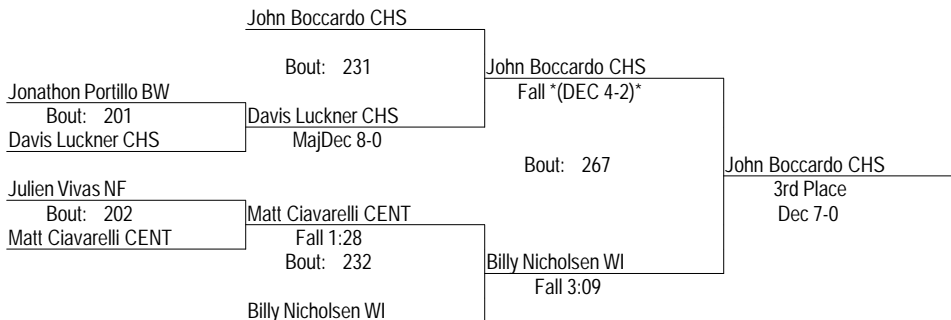 John Boccardo CHS
Bout: 231
John Boccardo CHS
Jonathon Portillo BW
Fall *(DEC 4-2)*
Bout: 201
Davis Luckner CHS
Davis Luckner CHS
MajDec 8-0
Bout: 267
John Boccardo CHS
Julien Vivas NF
3rd Place
Bout: 202
Matt Ciavarelli CENT
Dec 7-0
Matt Ciavarelli CENT
Fall 1:28
Bout: 232
Billy Nicholsen WI
Fall 3:09
Billy Nicholsen WI